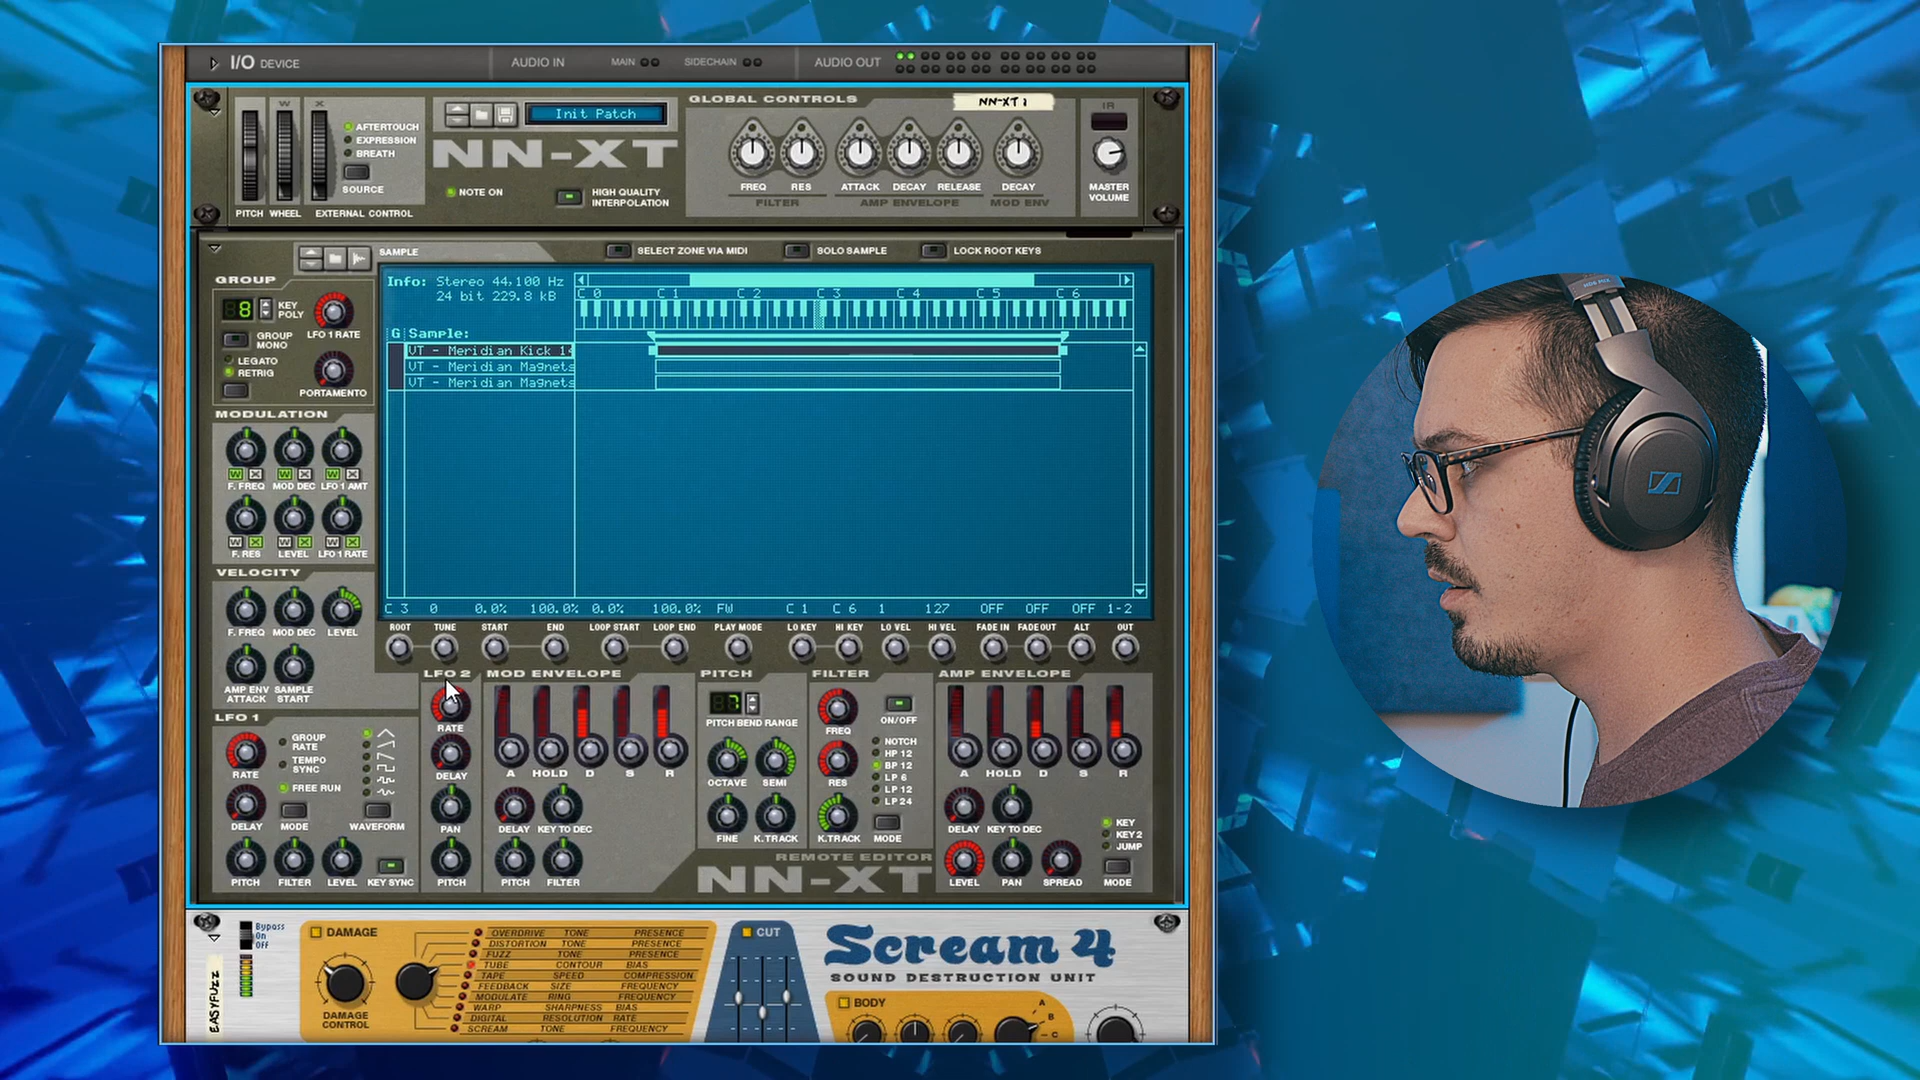 I/O DEVICE
AUDIO IN
MAIN
SIDECHAIN
AUDIO OUT
W
X
AFTERTOUCH
EXPRESSION
BREATH
SOURCE
PITCH WHEEL EXTERNAL CONTROL
Init Patch
NN-XT
NOTE ON
HIGH QUALITY
INTERPOLATION
GLOBAL CONTROLS
NN-XT 1
FREQ RES ATTACK DECAY RELEASE DECAY
FILTER AMP ENVELOPE MOD ENV
IR
MASTER
VOLUME
SAMPLE
SELECT ZONE VIA MIDI
SOLO SAMPLE
LOCK ROOT KEYS
GROUP
8
KEY
POLY
LFO 1 RATE
GROUP
MONO
LEGATO
RETRIG
PORTAMENTO
Info: Stereo 44,100 Hz
24 bit 229.8 kB
C 0 C 1 C 2 C 3 C 4 C 5 C 6
G Sample:
VT - Meridian Kick 14
VT - Meridian Magnets
VT - Meridian Magnets
C 3 0 0.0% 100.0% 0.0% 100.0% FW C 1 C 6 1 127 OFF OFF OFF 1-2
ROOT TUNE START END LOOP START LOOP END PLAY MODE LO KEY HI KEY LO VEL HI VEL FADE IN FADE OUT ALT OUT
MODULATION
W X W X W X
F. FREQ MOD DEC LFO 1 AMT
W X W X W X
F. RES LEVEL LFO 1 RATE
VELOCITY
F. FREQ MOD DEC LEVEL
AMP ENV
ATTACK
SAMPLE
START
LFO 1
RATE
GROUP
RATE
TEMPO
SYNC
FREE RUN
DELAY MODE WAVEFORM
PITCH FILTER LEVEL KEY SYNC
LFO 2
RATE
DELAY
PAN
PITCH
MOD ENVELOPE
A HOLD D S R
DELAY KEY TO DEC
PITCH FILTER
PITCH
7
PITCH BEND RANGE
OCTAVE SEMI
FINE K.TRACK
FILTER
FREQ
ON/OFF
RES
NOTCH
HP 12
BP 12
LP 6
LP 12
LP 24
K.TRACK MODE
REMOTE EDITOR
NN-XT
AMP ENVELOPE
A HOLD D S R
DELAY KEY TO DEC
KEY
KEY 2
JUMP
LEVEL PAN SPREAD MODE
Bypass
On
Off
EASYFUZZ
DAMAGE
DAMAGE
CONTROL
OVERDRIVE TONE PRESENCE
DISTORTION TONE PRESENCE
FUZZ TONE PRESENCE
TUBE CONTOUR BIAS
TAPE SPEED COMPRESSION
FEEDBACK SIZE FREQUENCY
MODULATE RING FREQUENCY
WARP SHARPNESS BIAS
DIGITAL RESOLUTION RATE
SCREAM TONE FREQUENCY
CUT
Scream 4
SOUND DESTRUCTION UNIT
BODY
A
B
C